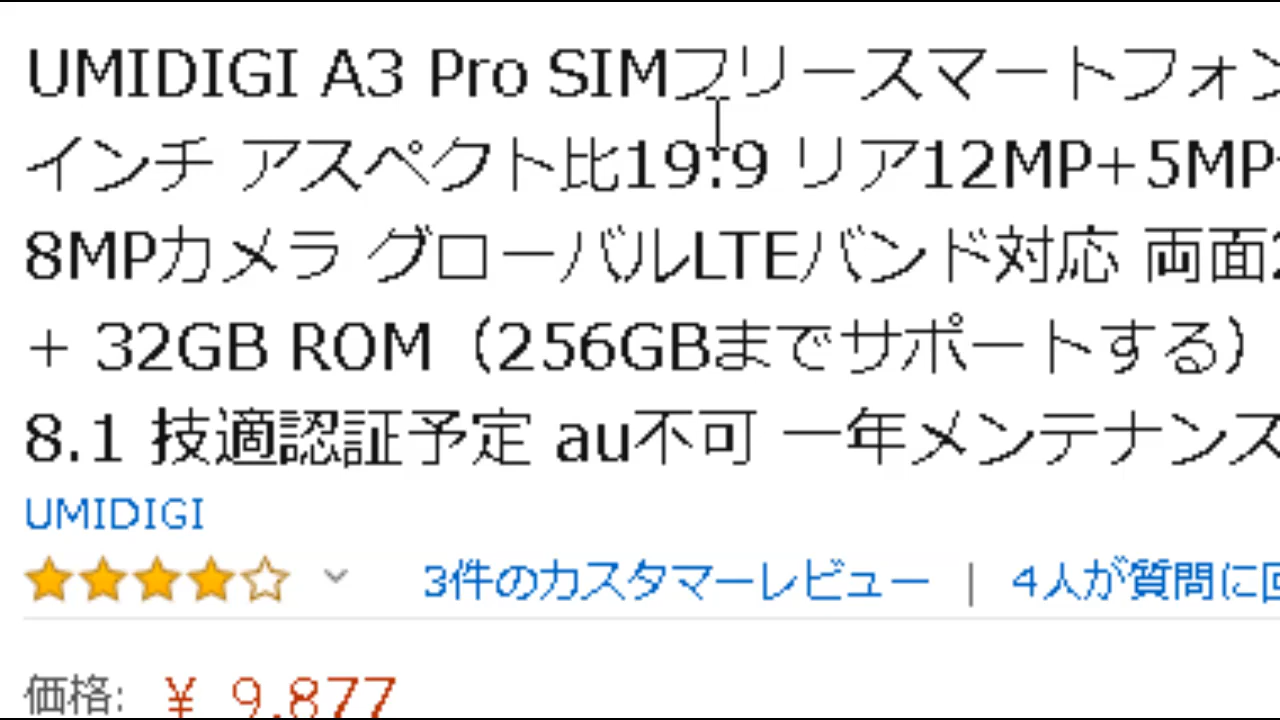 UMIDIGI A3 Pro SIMフリースマートフォン
インチ アスペクト比19:9 リア12MP+5MP
8MPカメラ グローバルLTEバンド対応 両面2
+ 32GB ROM（256GBまでサポートする）
8.1 技適認証予定 au不可 一年メンテナンス
UMIDIGI
3件のカスタマーレビュー | 4人が質問に回
価格: ￥ 9,877